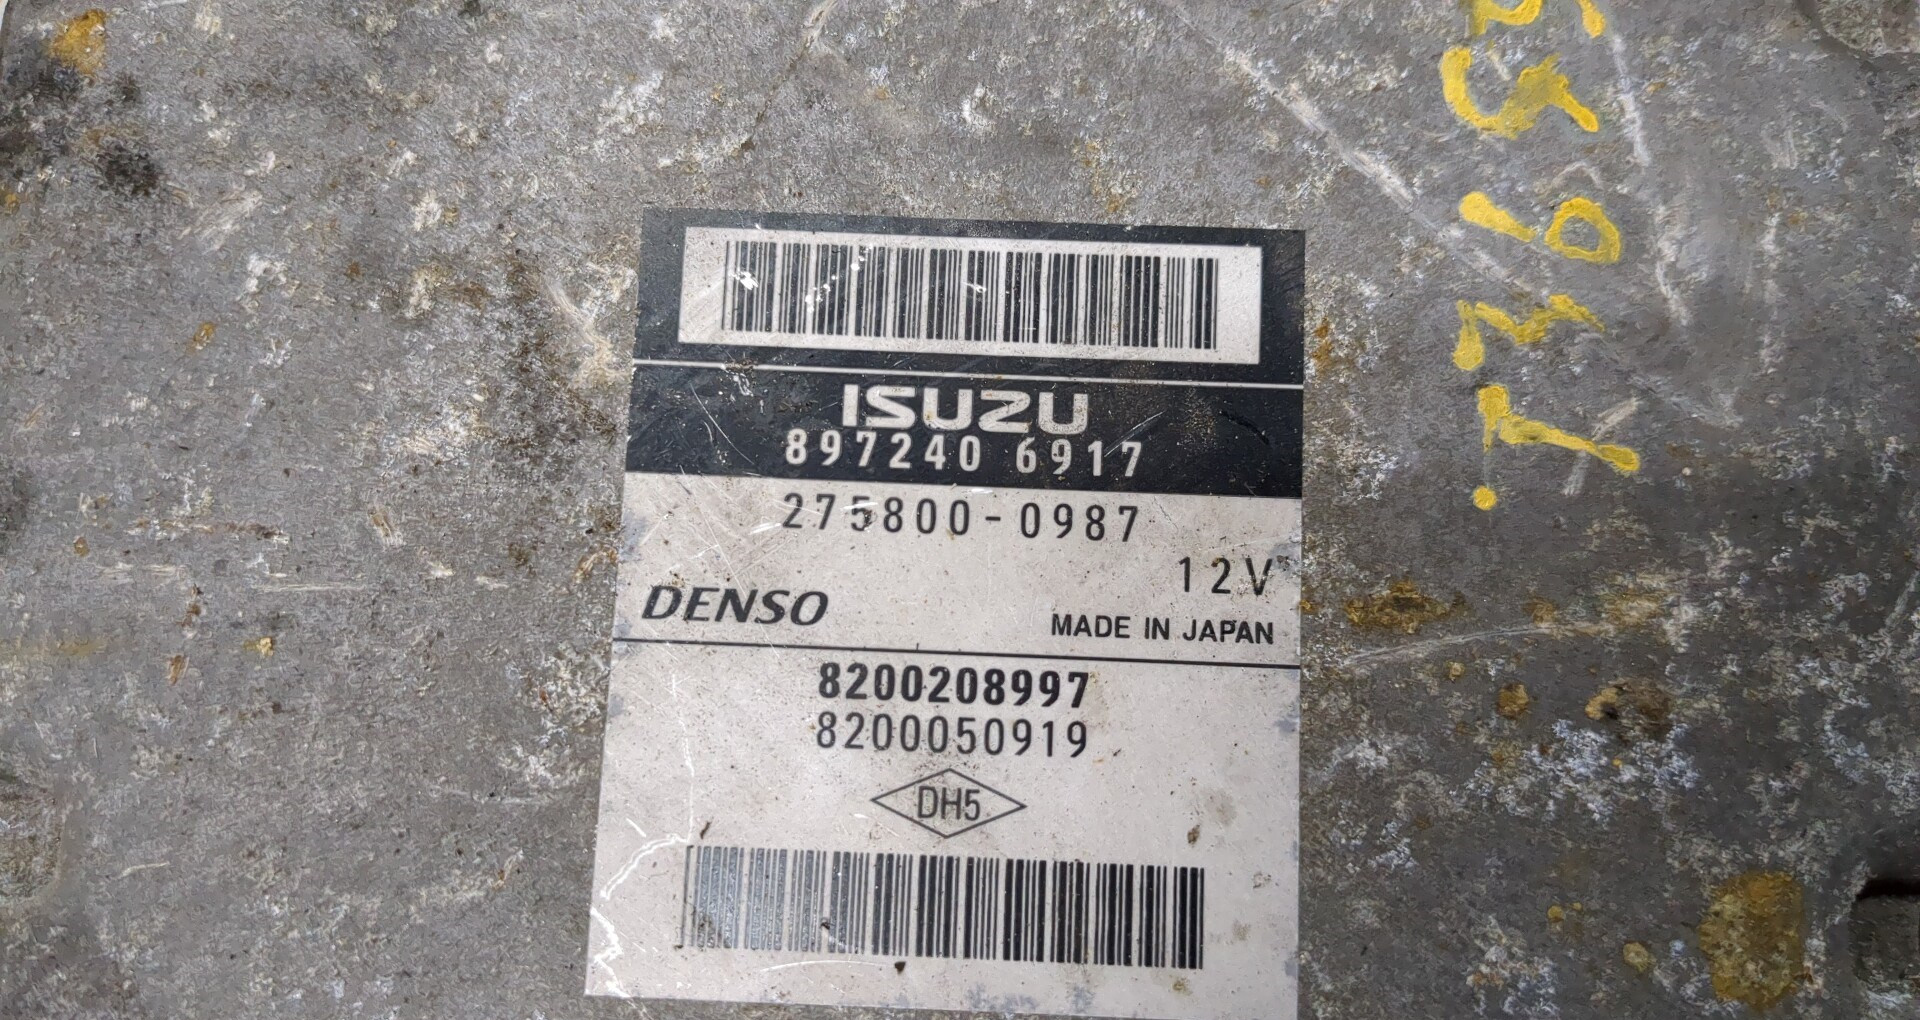 ISUZU
897240 6917
275800-0987
12V
DENSO
MADE IN JAPAN
8200208997
8200050919
DH5